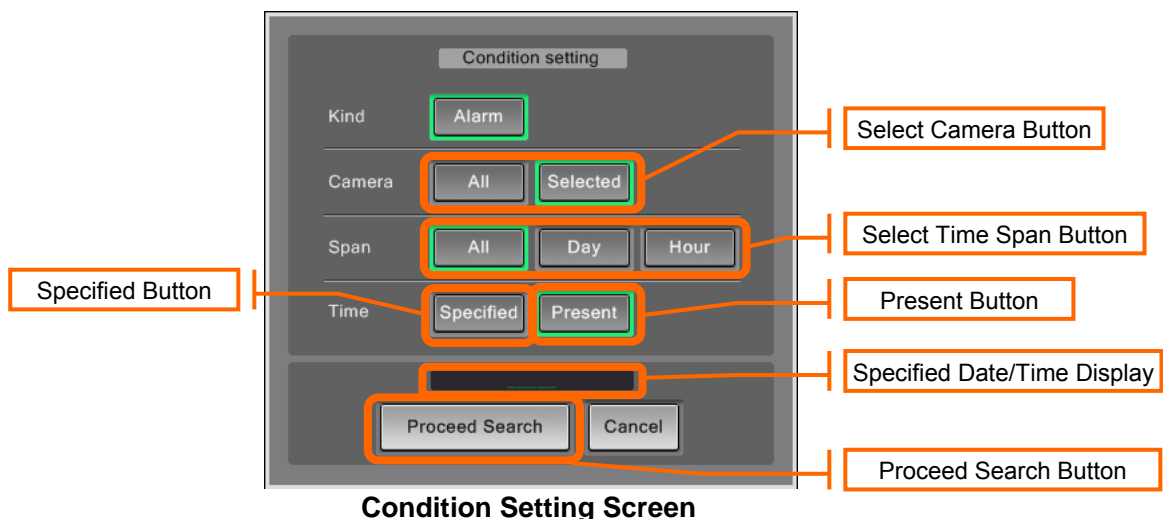 Condition setting
Kind Alarm
Select Camera Button
Camera All Selected
Select Time Span Button
Span All Day Hour
Specified Button
Present Button
Time Specified Present
Specified Date/Time Display
_____
Proceed Search Cancel
Proceed Search Button
Condition Setting Screen